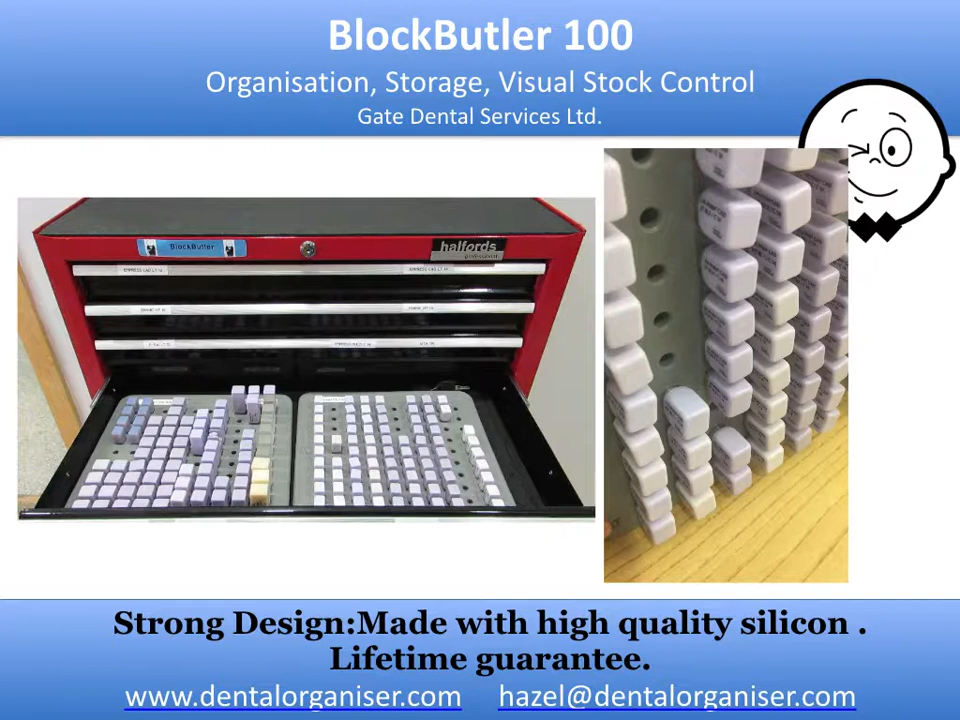 BlockButler 100
Organisation, Storage, Visual Stock Control
Gate Dental Services Ltd.
BlockButler
halfords
professional
Strong Design:Made with high quality silicon .
Lifetime guarantee.
www.dentalorganiser.com hazel@dentalorganiser.com